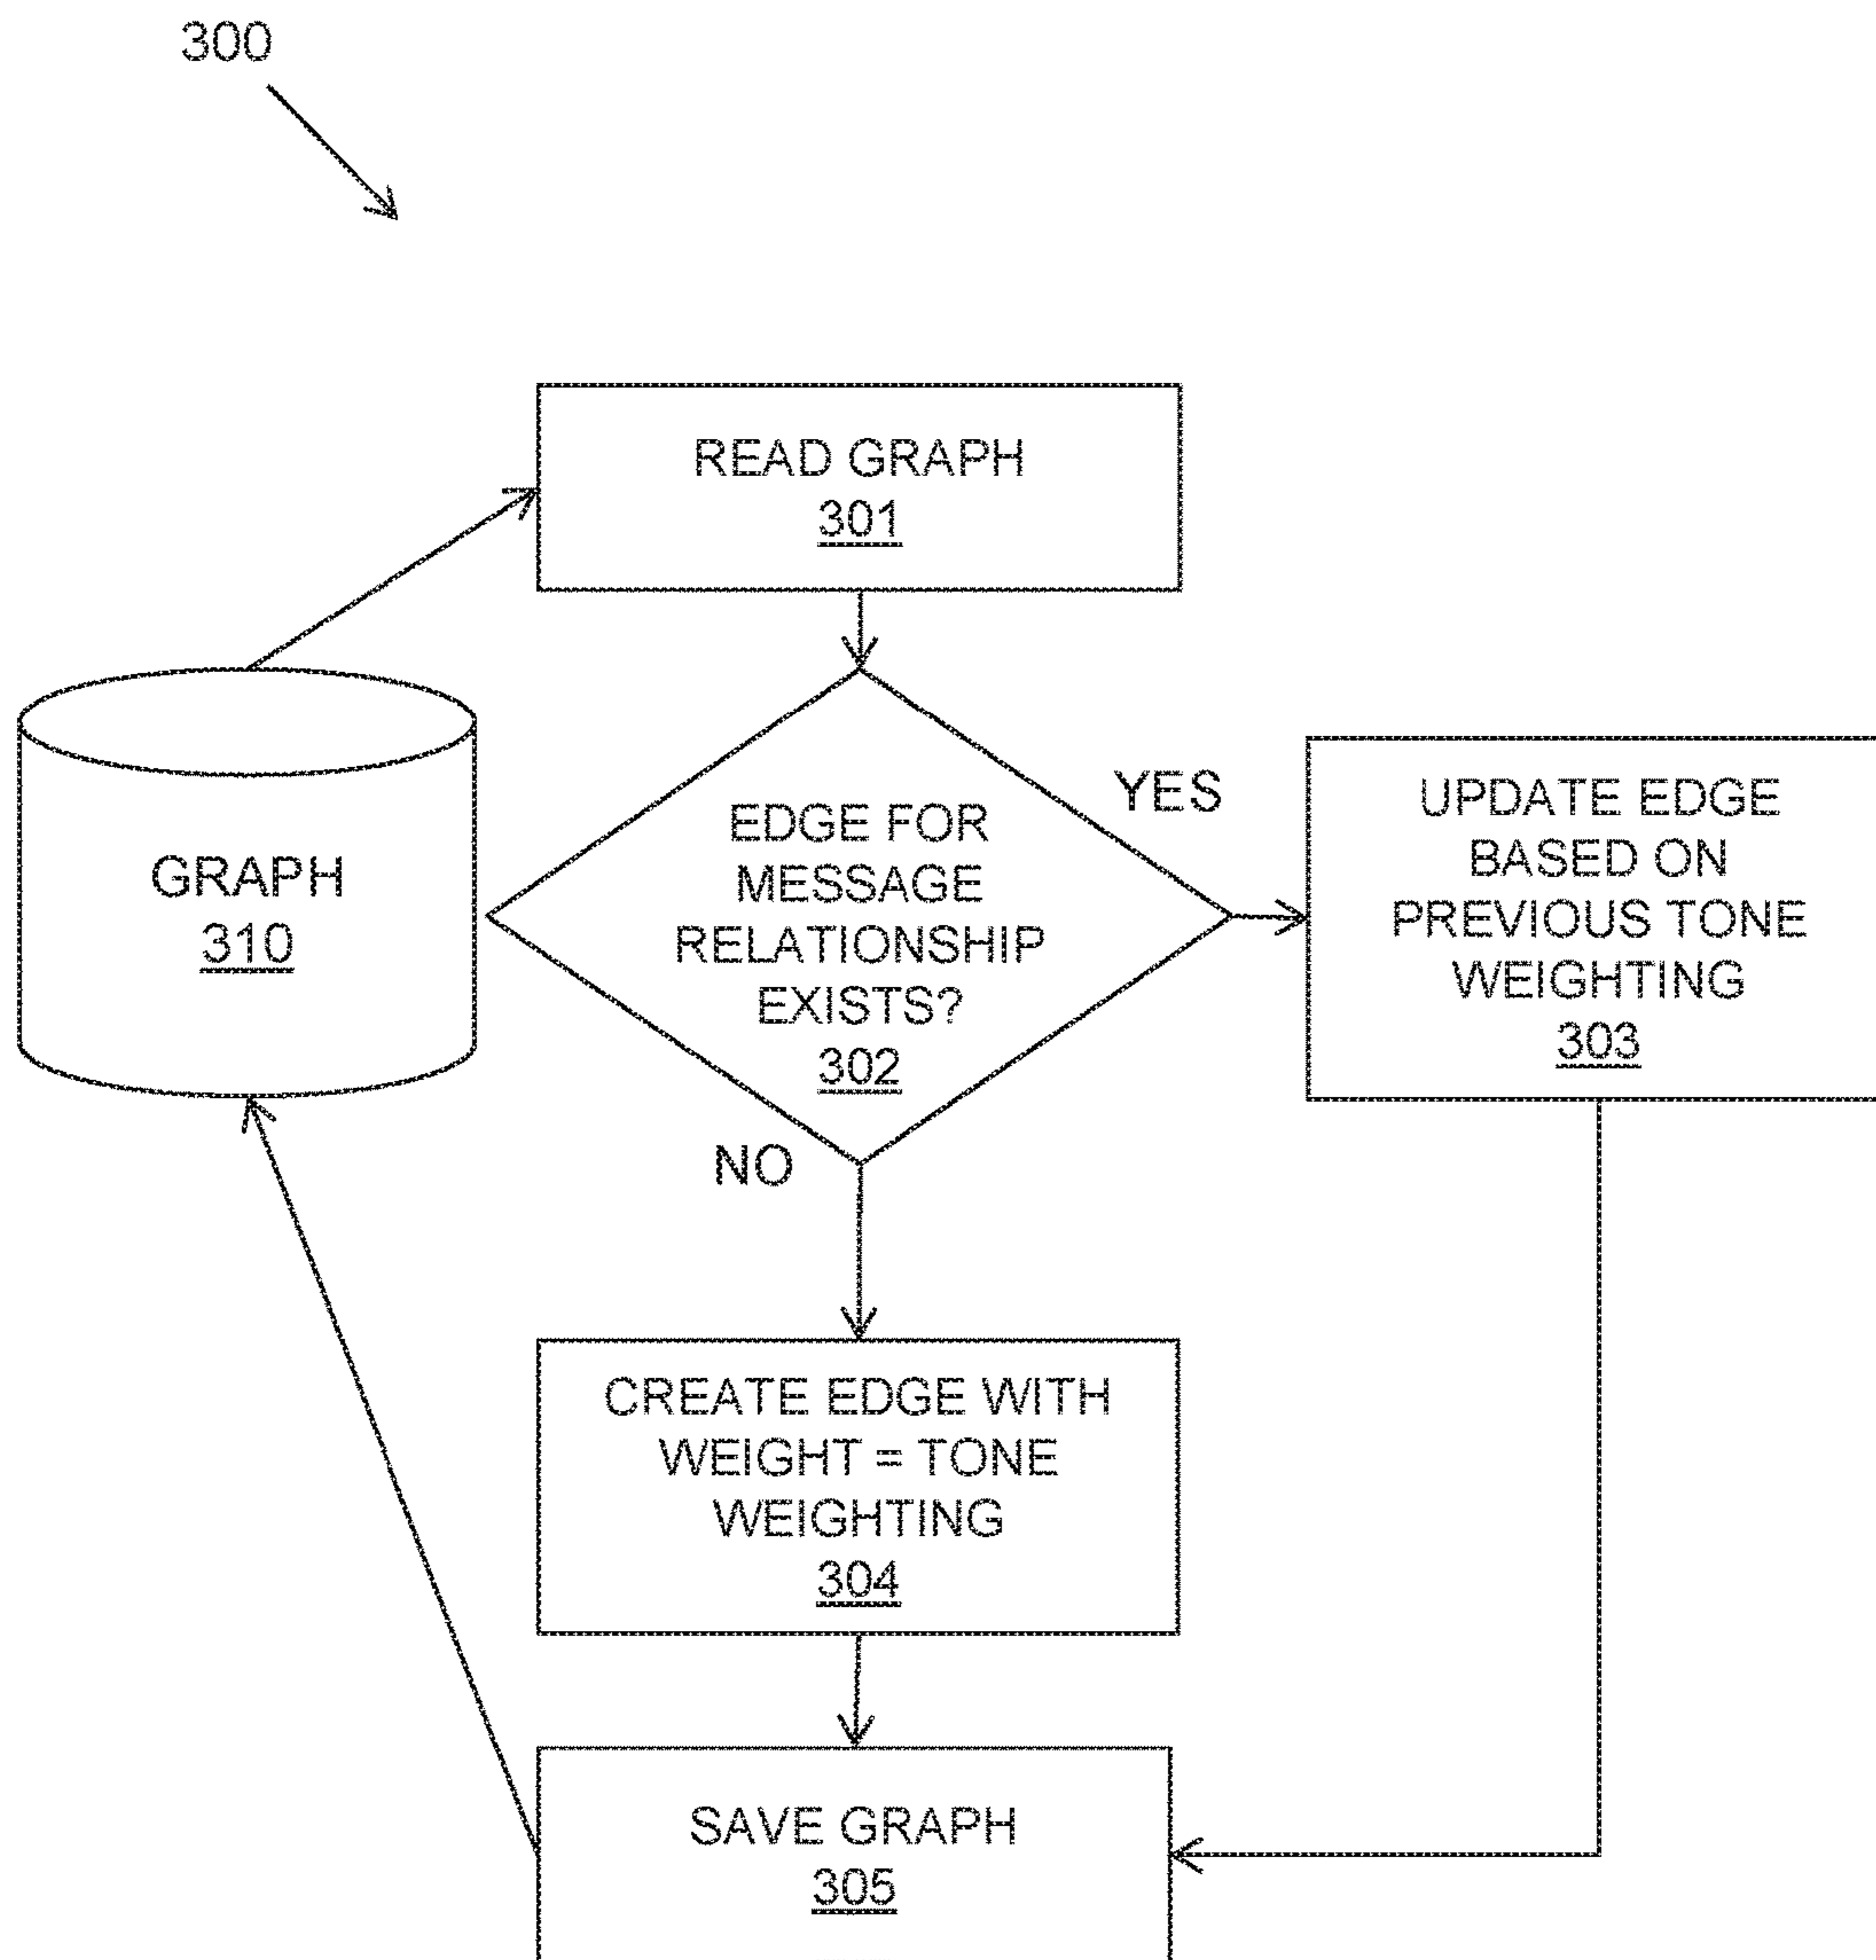 300
READ GRAPH
301
GRAPH
310
EDGE FOR
MESSAGE
RELATIONSHIP
EXISTS?
302
YES
UPDATE EDGE
BASED ON
PREVIOUS TONE
WEIGHTING
303
NO
CREATE EDGE WITH
WEIGHT = TONE
WEIGHTING
304
SAVE GRAPH
305